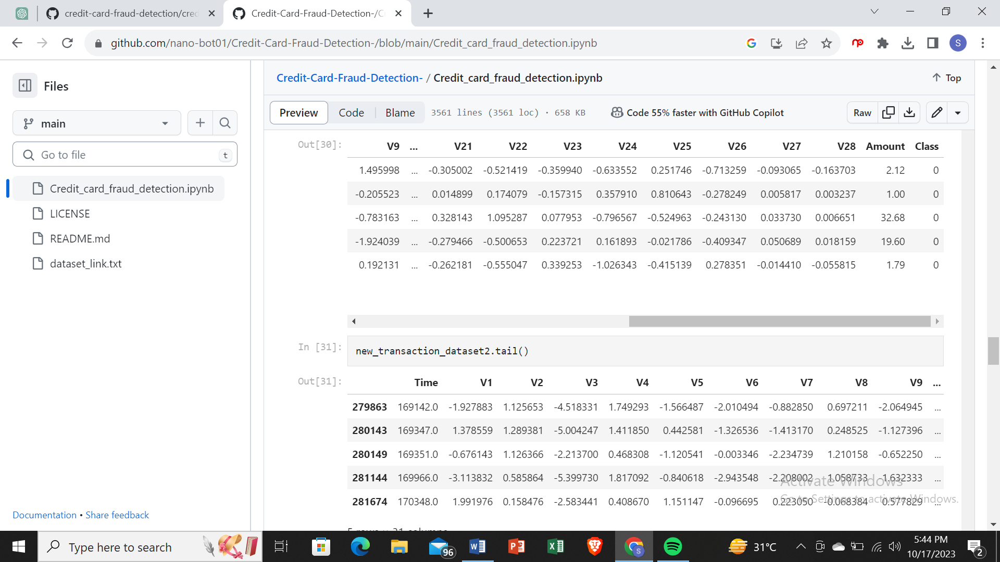 credit-card-fraud-detection/crec
Credit-Card-Fraud-Detection-/C
github.com/nano-bot01/Credit-Card-Fraud-Detection-/blob/main/Credit_card_fraud_detection.ipynb
S
Files
main
Go to file
t
Credit_card_fraud_detection.ipynb
LICENSE
README.md
dataset_link.txt
Documentation • Share feedback
Credit-Card-Fraud-Detection- / Credit_card_fraud_detection.ipynb
Top
Preview Code Blame 3561 lines (3561 loc) · 658 KB Code 55% faster with GitHub Copilot Raw
Out[30]: V9 ... V21 V22 V23 V24 V25 V26 V27 V28 Amount Class
1.495998 ... -0.305002 -0.521419 -0.359940 -0.633552 0.251746 -0.713259 -0.093065 -0.163703 2.12 0
-0.205523 ... 0.014899 0.174079 -0.157315 0.357910 0.810643 -0.278249 0.005817 0.003237 1.00 0
-0.783163 ... 0.328143 1.095287 0.077953 -0.796567 -0.524963 -0.243130 0.033730 0.006651 32.68 0
-1.924039 ... -0.279466 -0.500653 0.223721 0.161893 -0.021786 -0.409347 0.050689 0.018159 19.60 0
0.192131 ... -0.262181 -0.555047 0.339253 -1.026343 -0.415139 0.278351 -0.014410 -0.055815 1.79 0
In [31]: new_transaction_dataset2.tail()
Out[31]: Time V1 V2 V3 V4 V5 V6 V7 V8 V9 ...
279863 169142.0 -1.927883 1.125653 -4.518331 1.749293 -1.566487 -2.010494 -0.882850 0.697211 -2.064945 ...
280143 169347.0 1.378559 1.289381 -5.004247 1.411850 0.442581 -1.326536 -1.413170 0.248525 -1.127396 ...
280149 169351.0 -0.676143 1.126366 -2.213700 0.468308 -1.120541 -0.003346 -2.234739 1.210158 -0.652250 ...
281144 169966.0 -3.113832 0.585864 -5.399730 1.817092 -0.840618 -2.943548 -2.208002 1.058733 -1.632333 ...
281674 170348.0 1.991976 0.158476 -2.583441 0.408670 1.151147 -0.096695 0.223050 -0.068384 0.577829 ...
5 rows × 31 columns
Activate Windows
Go to Settings to activate Windows.
Type here to search
96
31°C
5:44 PM
10/17/2023
2